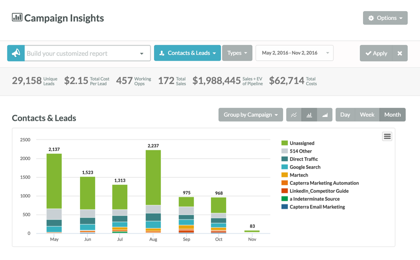 Campaign Insights
Options
Build your customized report
Contacts & Leads
Types
May 2, 2016 - Nov 2, 2016
Apply
29,158 Unique Leads
$2.15 Total Cost Per Lead
457 Working Opps
172 Total Sales
$1,988,445 Sales + EV of Pipeline
$62,714 Total Costs
Contacts & Leads
Group by Campaign
Day
Week
Month
2500
2000
1500
1000
500
0
2,137
1,523
1,313
2,237
975
968
83
May
Jun
Jul
Aug
Sep
Oct
Nov
Unassigned
514 Other
Direct Traffic
Google Search
Martech
Capterra Marketing Automation
LinkedIn_Competitor Guide
a Indeterminate Source
Capterra Email Marketing